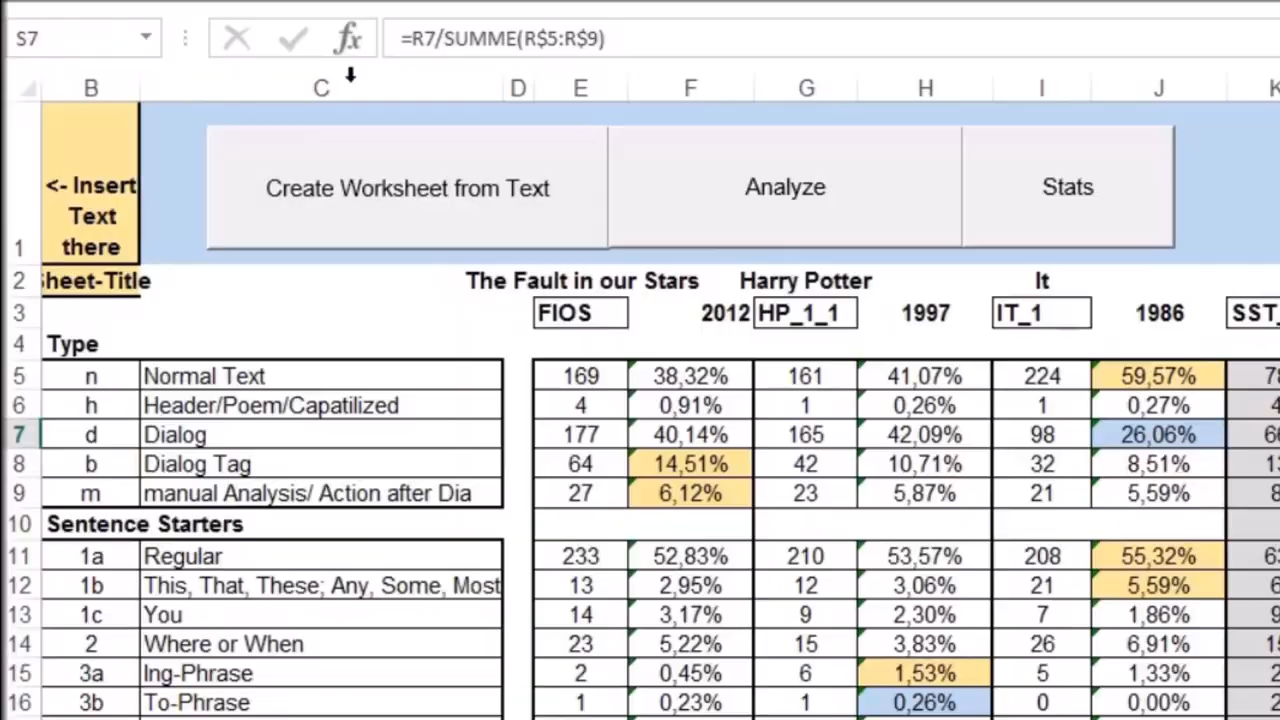 S7 fx =R7/SUMME(R$5:R$9)
B C D E F G H I J K
1 <- Insert Text there Create Worksheet from Text Analyze Stats
2 Sheet-Title The Fault in our Stars Harry Potter It
3 FIOS 2012 HP_1_1 1997 IT_1 1986 SST_
4 Type
5 n Normal Text 169 38,32% 161 41,07% 224 59,57%
6 h Header/Poem/Capatilized 4 0,91% 1 0,26% 1 0,27%
7 d Dialog 177 40,14% 165 42,09% 98 26,06%
8 b Dialog Tag 64 14,51% 42 10,71% 32 8,51%
9 m manual Analysis/ Action after Dia 27 6,12% 23 5,87% 21 5,59%
10 Sentence Starters
11 1a Regular 233 52,83% 210 53,57% 208 55,32%
12 1b This, That, These; Any, Some, Most 13 2,95% 12 3,06% 21 5,59%
13 1c You 14 3,17% 9 2,30% 7 1,86%
14 2 Where or When 23 5,22% 15 3,83% 26 6,91%
15 3a Ing-Phrase 2 0,45% 6 1,53% 5 1,33%
16 3b To-Phrase 1 0,23% 1 0,26% 0 0,00%